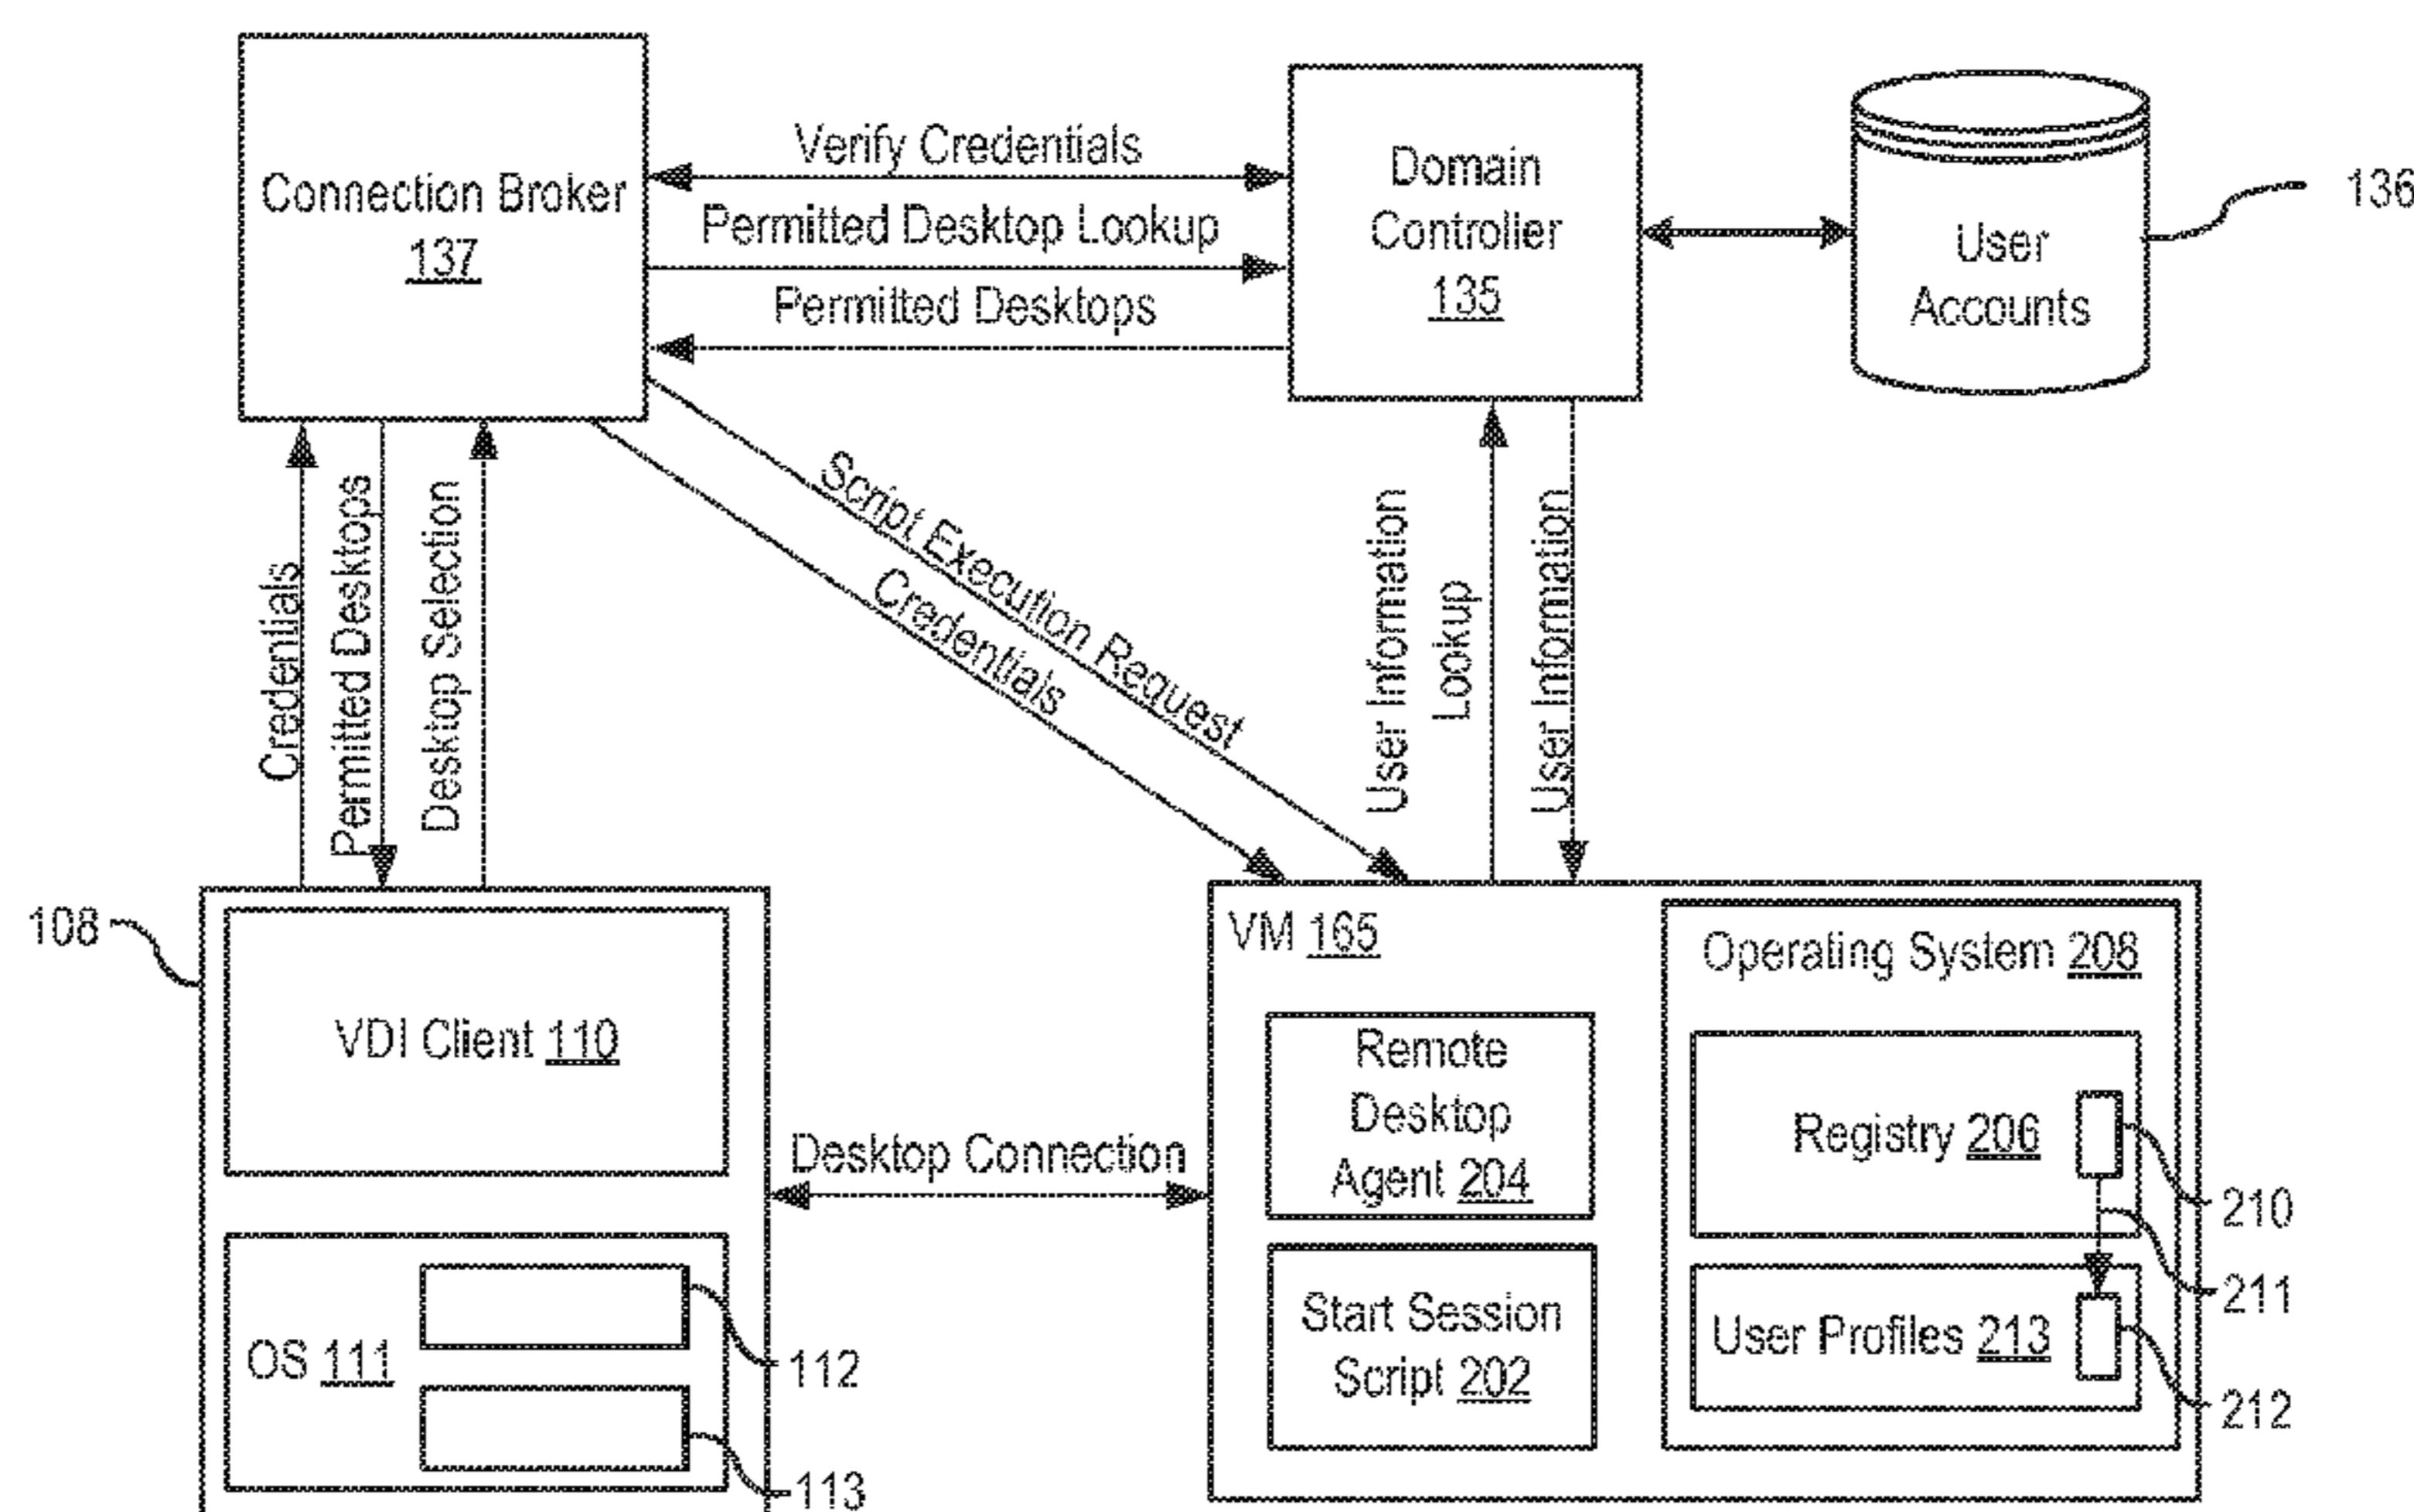 Connection Broker
137
Verify Credentials
Permitted Desktop Lookup
Permitted Desktops
Domain
Controller
135
User
Accounts
136
Credentials
Permitted Desktops
Desktop Selection
Script Execution Request
Credentials
User Information
Lookup
User Information
108
VDI Client 110
OS 111
112
113
Desktop Connection
VM 165
Remote
Desktop
Agent 204
Start Session
Script 202
Operating System 208
Registry 206
User Profiles 213
210
211
212